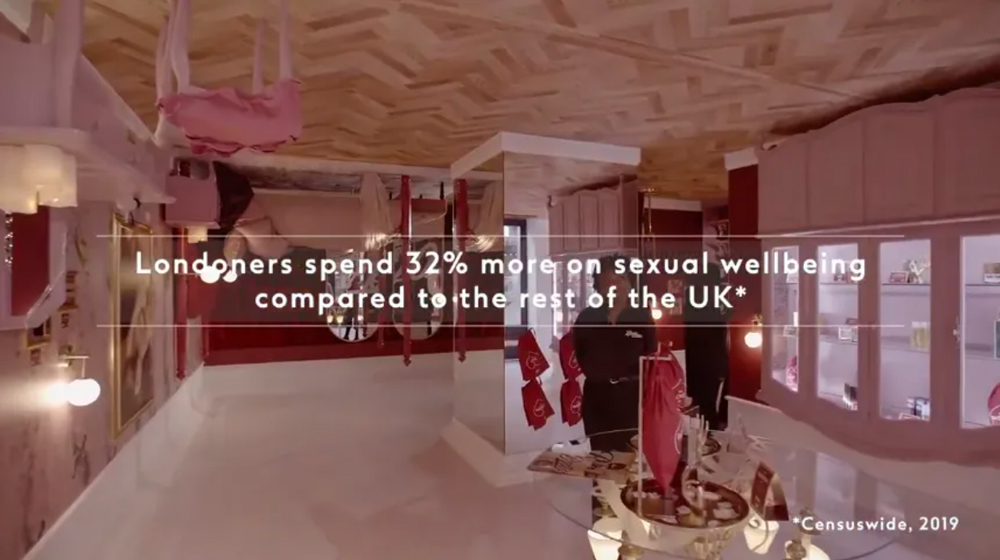 Londoners spend 32% more on sexual wellbeing
compared to the rest of the UK*
*Censuswide, 2019